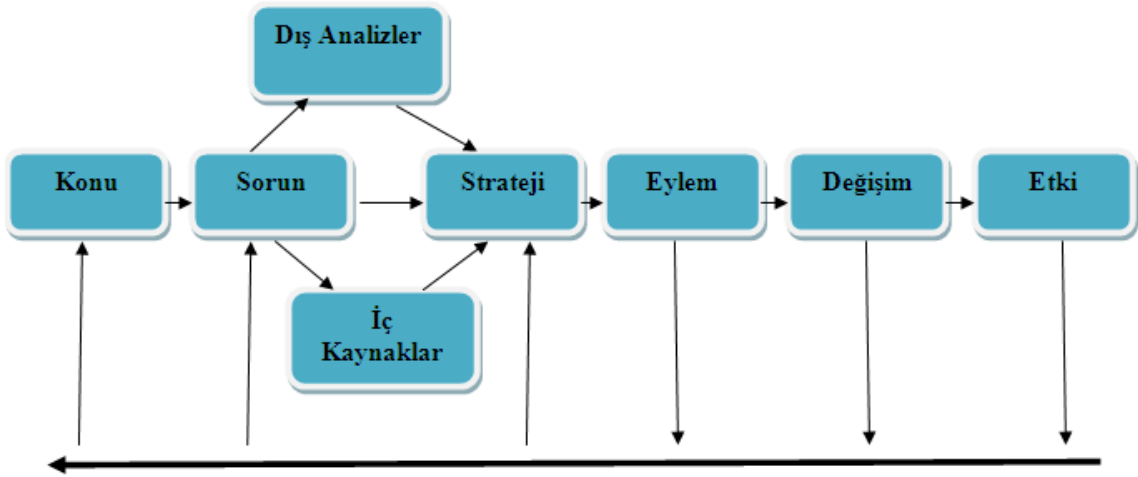 Dış Analizler
Konu
Sorun
Strateji
Eylem
Değişim
Etki
İç
Kaynaklar